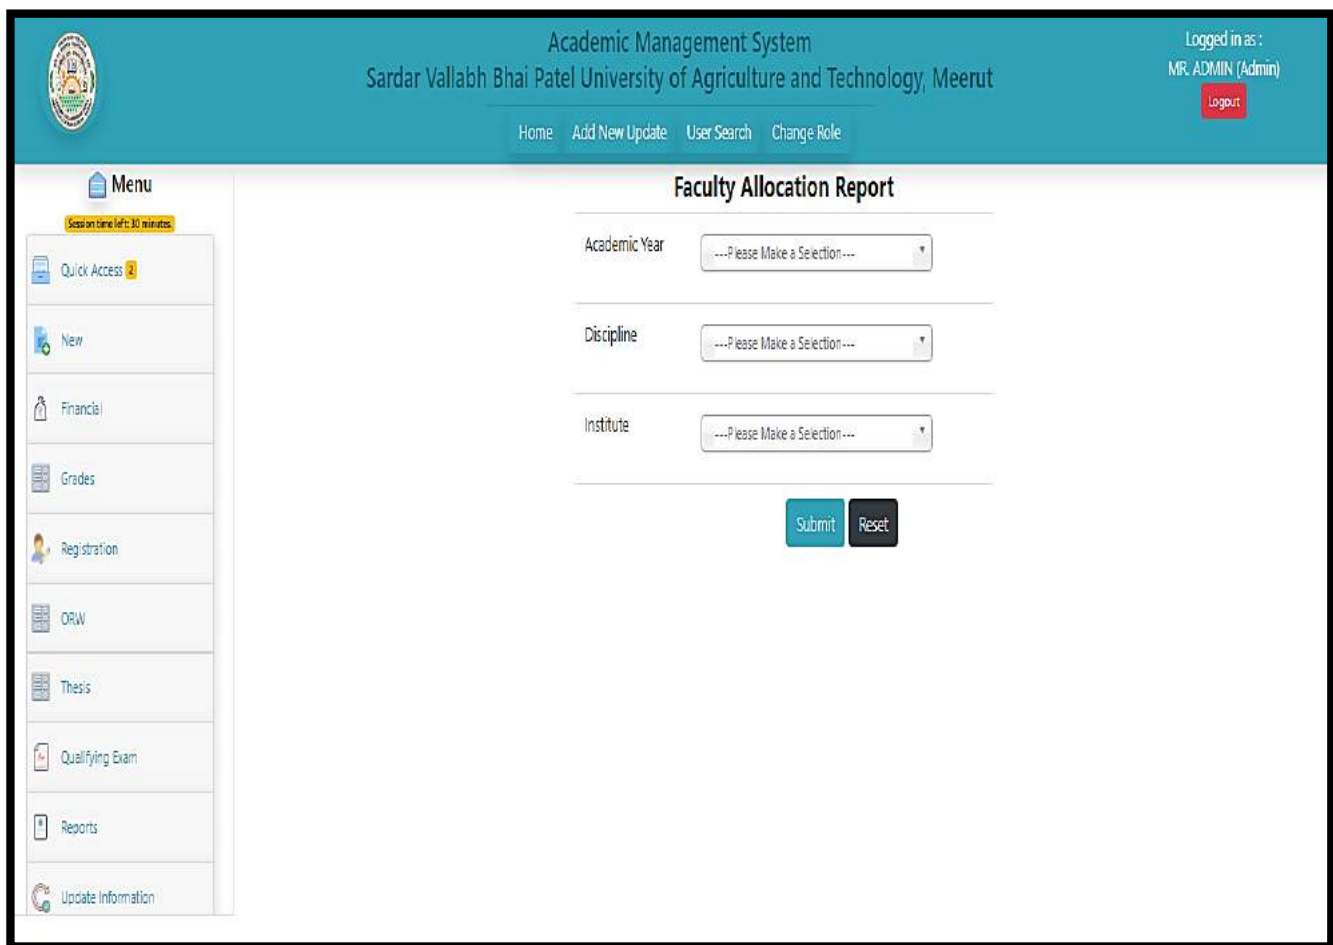 Academic Management System
Sardar Vallabh Bhai Patel University of Agriculture and Technology, Meerut
Logged in as :
MR. ADMIN (Admin)
Logout
Home Add New Update User Search Change Role
Menu
Session time left: 30 minutes.
Quick Access 2
New
Financial
Grades
Registration
ORW
Thesis
Qualifying Exam
Reports
Update Information
Faculty Allocation Report
Academic Year ---Please Make a Selection---
Discipline ---Please Make a Selection---
Institute ---Please Make a Selection---
Submit Reset